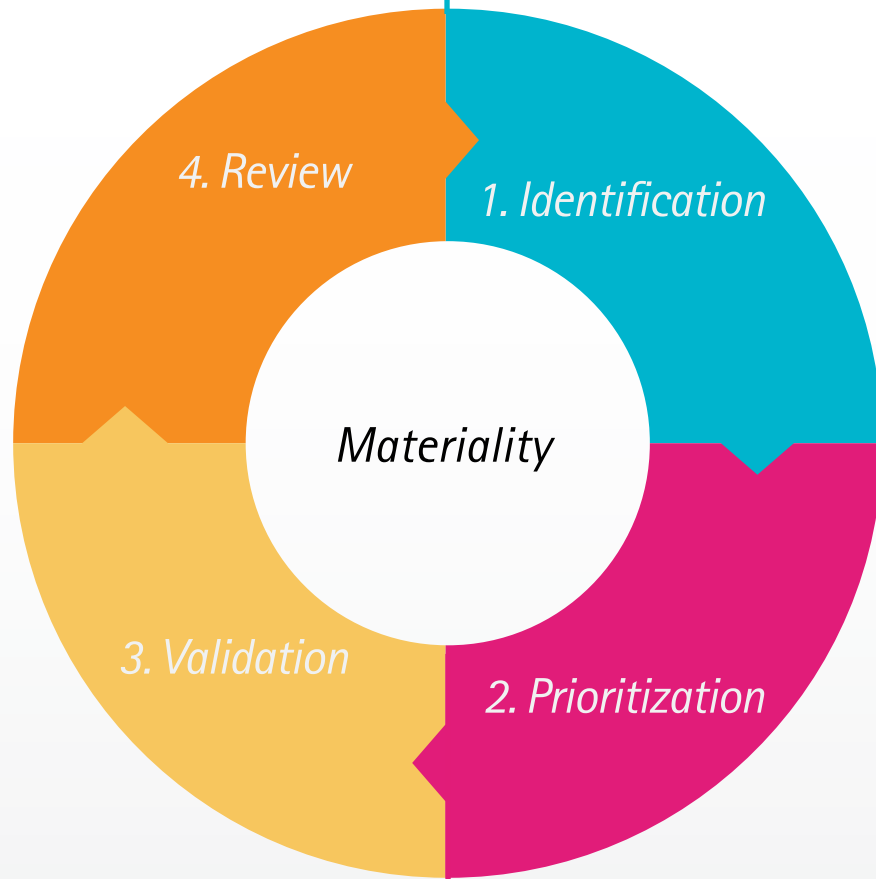 4. Review
1. Identification
Materiality
3. Validation
2. Prioritization